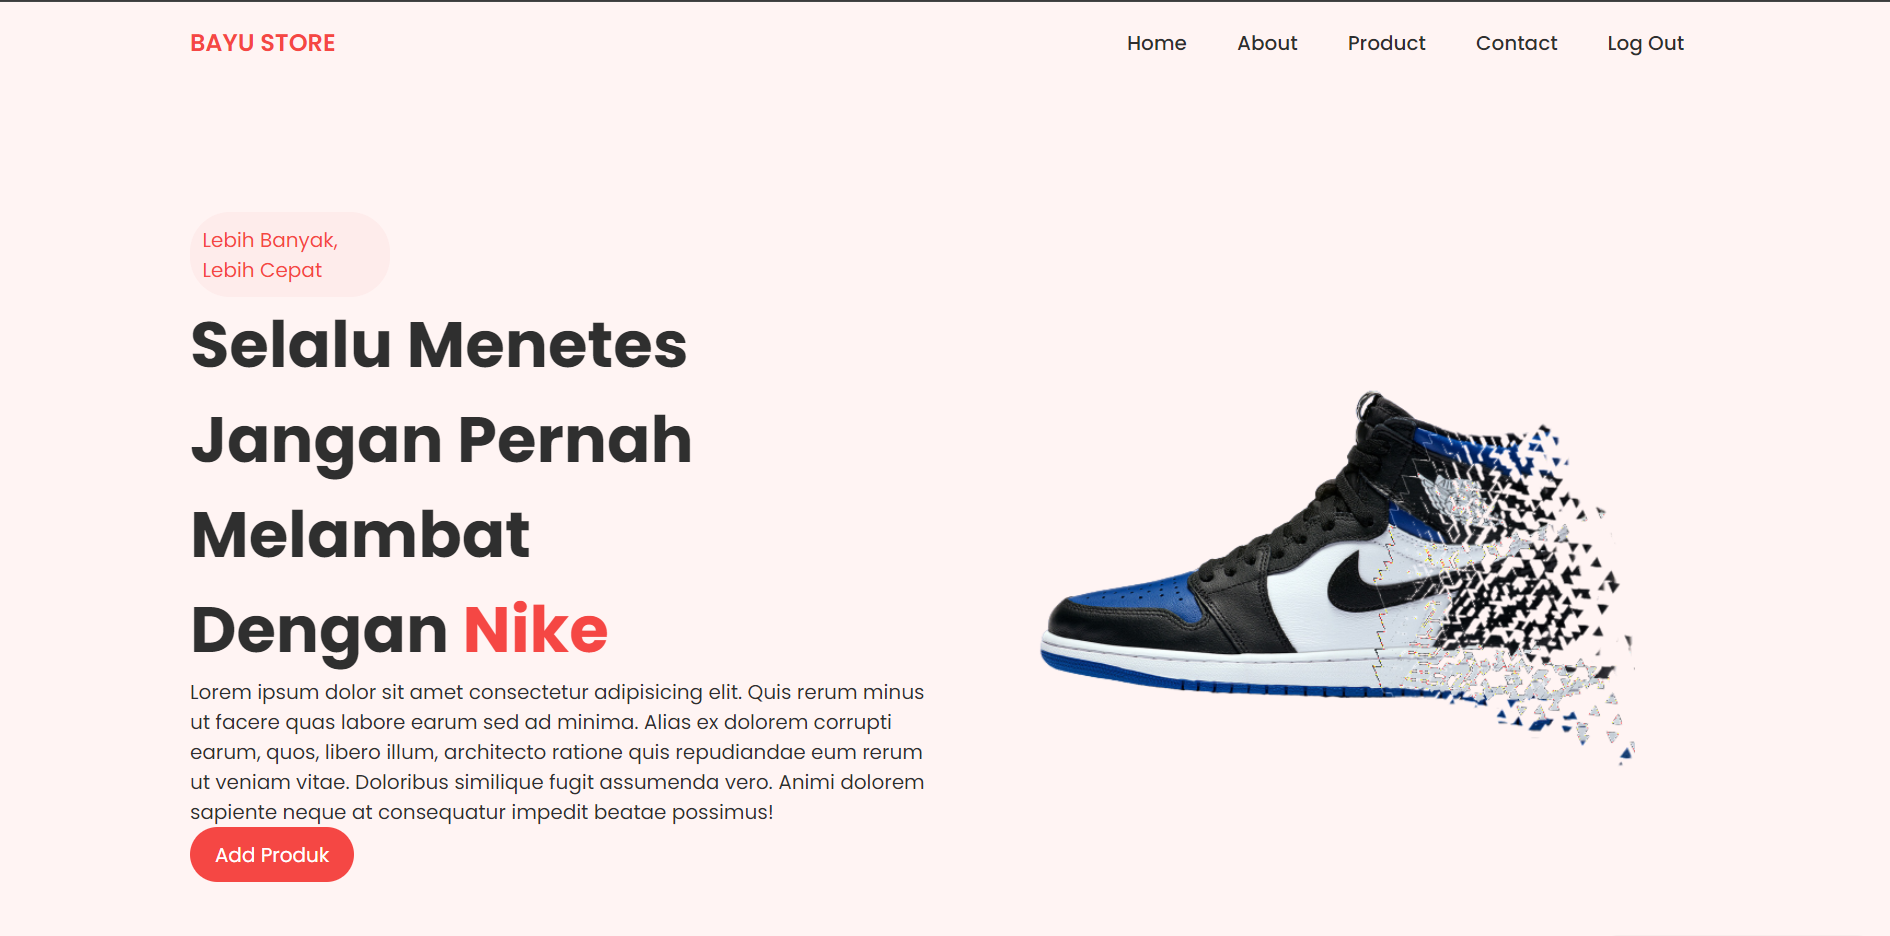 BAYU STORE
Home About Product Contact Log Out
Lebih Banyak,
Lebih Cepat
Selalu Menetes
Jangan Pernah
Melambat
Dengan Nike
Lorem ipsum dolor sit amet consectetur adipisicing elit. Quis rerum minus
ut facere quas labore earum sed ad minima. Alias ex dolorem corrupti
earum, quos, libero illum, architecto ratione quis repudiandae eum rerum
ut veniam vitae. Doloribus similique fugit assumenda vero. Animi dolorem
sapiente neque at consequatur impedit beatae possimus!
Add Produk